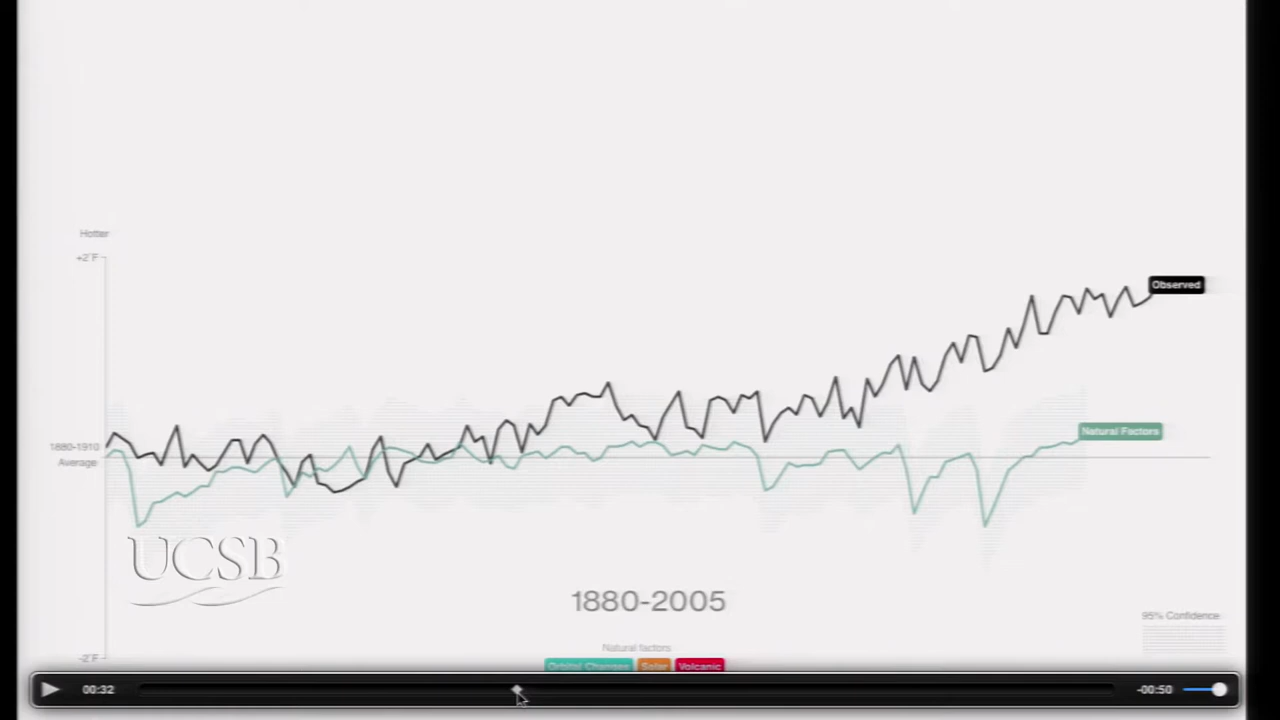 Hotter
+2°F
Observed
1880-1910
Average
Natural Factors
UCSB
1880-2005
95% Confidence
Natural factors
-2°F
Orbital Changes Solar Volcanic
00:32 -00:50